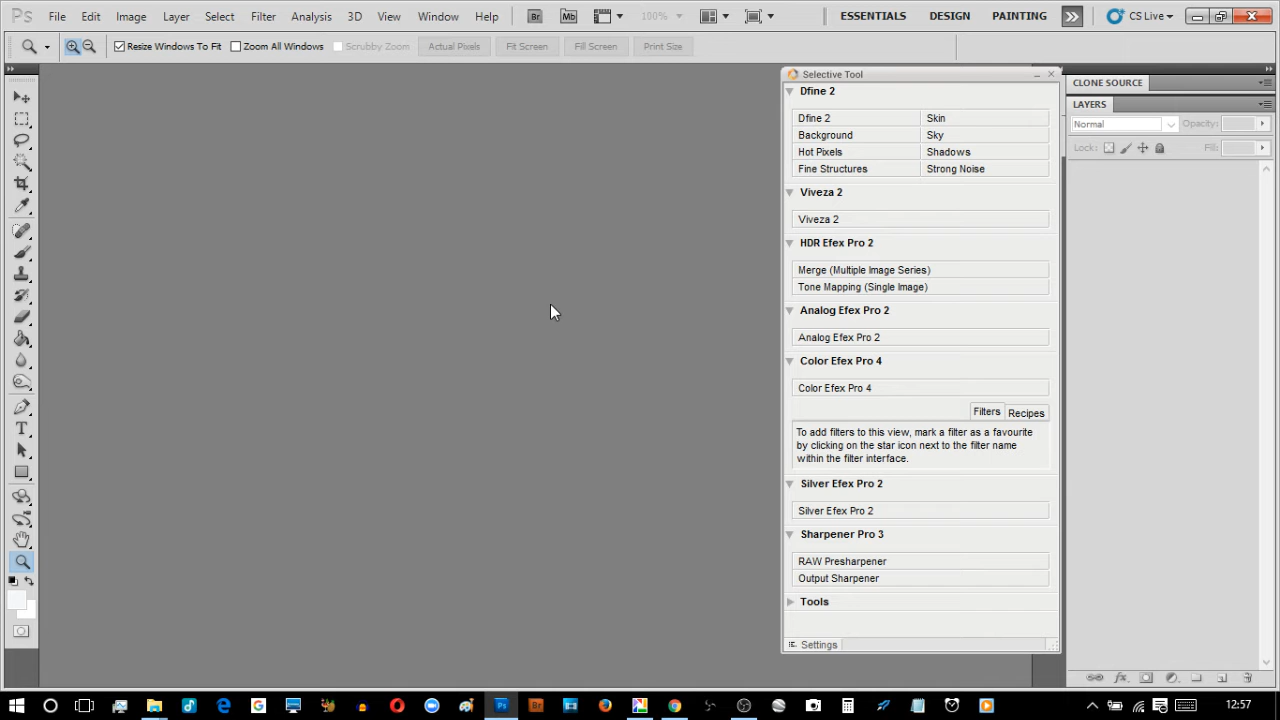 Ps File Edit Image Layer Select Filter Analysis 3D View Window Help Br Mb 100% ESSENTIALS DESIGN PAINTING CS Live
Resize Windows To Fit Zoom All Windows Scrubby Zoom Actual Pixels Fit Screen Fill Screen Print Size
Selective Tool
Dfine 2
Dfine 2 Skin
Background Sky
Hot Pixels Shadows
Fine Structures Strong Noise
Viveza 2
Viveza 2
HDR Efex Pro 2
Merge (Multiple Image Series)
Tone Mapping (Single Image)
Analog Efex Pro 2
Analog Efex Pro 2
Color Efex Pro 4
Color Efex Pro 4
Filters Recipes
To add filters to this view, mark a filter as a favourite
by clicking on the star icon next to the filter name
within the filter interface.
Silver Efex Pro 2
Silver Efex Pro 2
Sharpener Pro 3
RAW Presharpener
Output Sharpener
Tools
Settings
CLONE SOURCE
LAYERS
Normal Opacity:
Lock: Fill:
fx
Ps Br
12:57